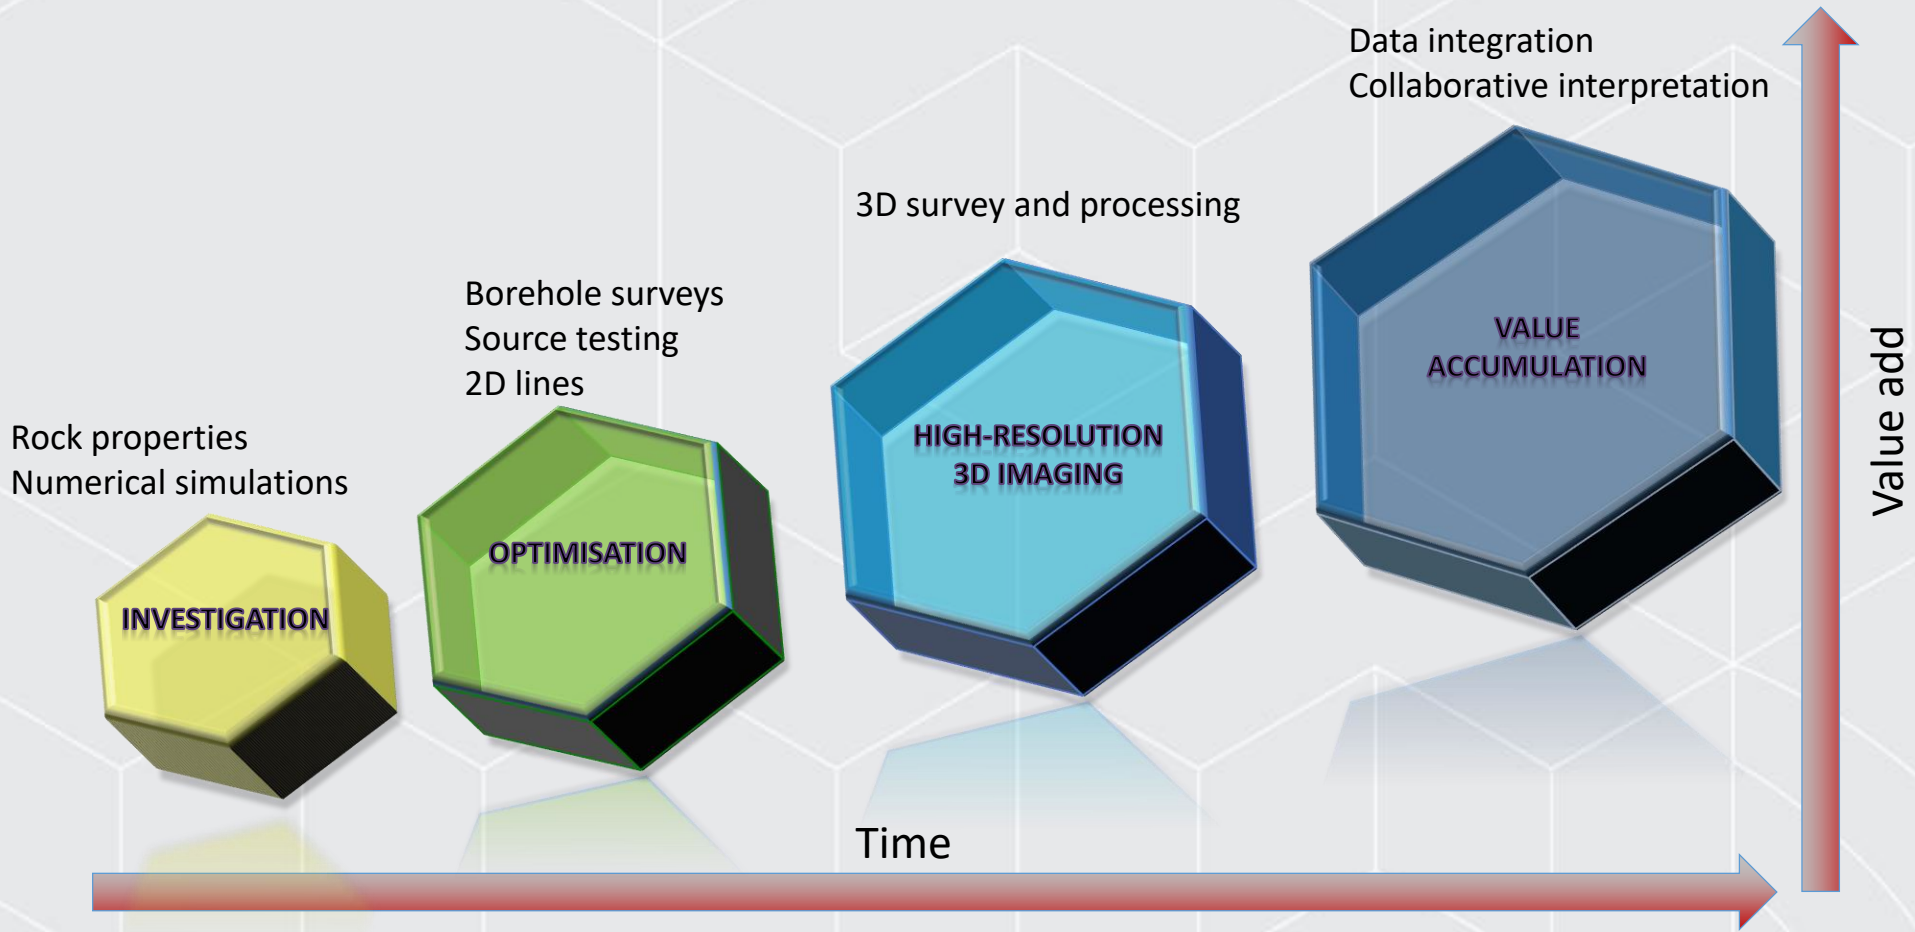 Rock properties
Numerical simulations
INVESTIGATION
Borehole surveys
Source testing
2D lines
OPTIMISATION
3D survey and processing
HIGH-RESOLUTION
3D IMAGING
Data integration
Collaborative interpretation
VALUE
ACCUMULATION
Time
Value add